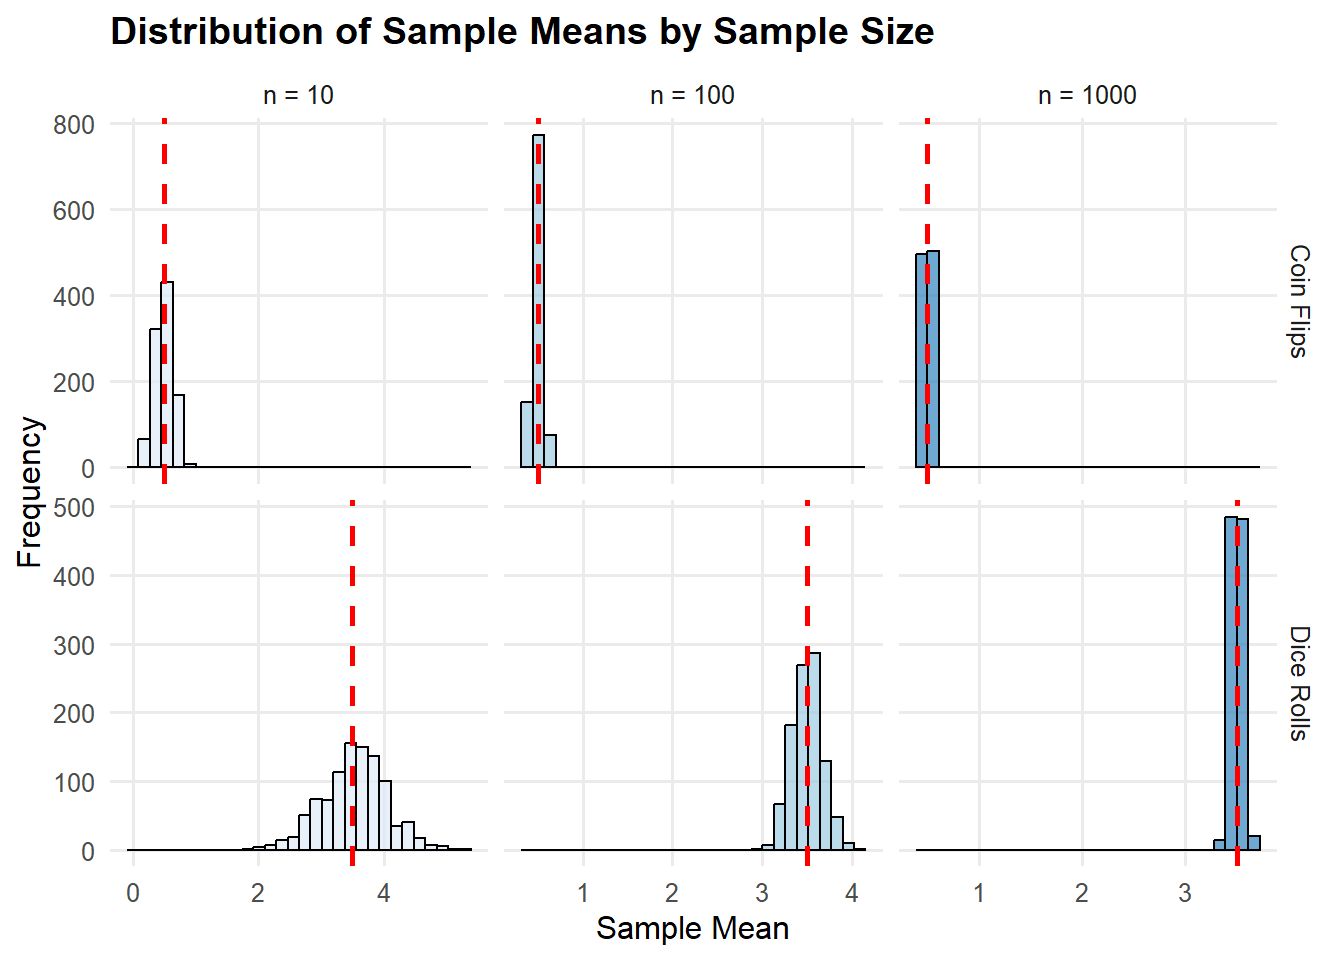 Distribution of Sample Means by Sample Size
n = 10 n = 100 n = 1000
800
600
400
200
0
Coin Flips
500
400
300
200
100
0
Dice Rolls
Frequency
0 2 4 1 2 3 4 1 2 3
Sample Mean